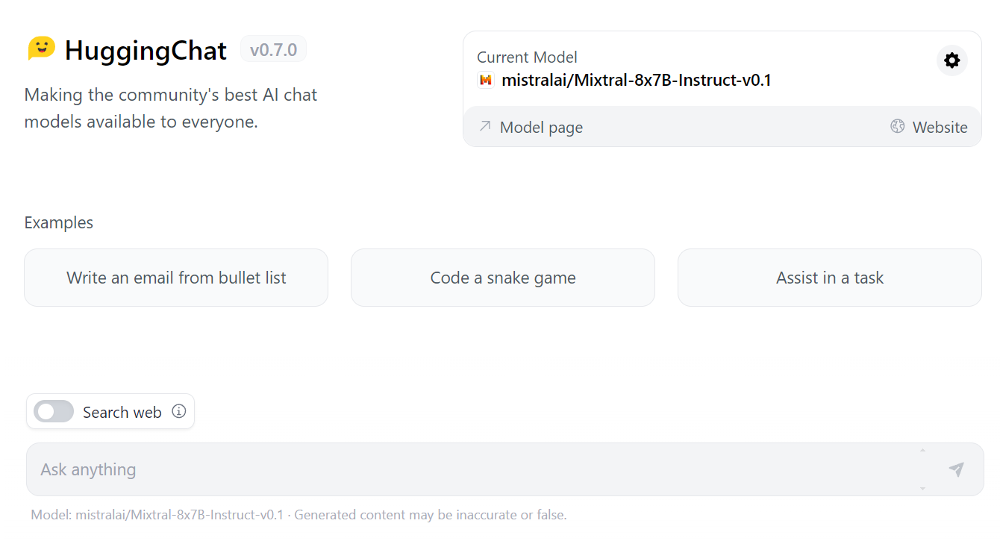 HuggingChat v0.7.0
Making the community's best AI chat
models available to everyone.
Current Model
mistralai/Mixtral-8x7B-Instruct-v0.1
Model page
Website
Examples
Write an email from bullet list
Code a snake game
Assist in a task
Search web
Ask anything
Model: mistralai/Mixtral-8x7B-Instruct-v0.1 · Generated content may be inaccurate or false.